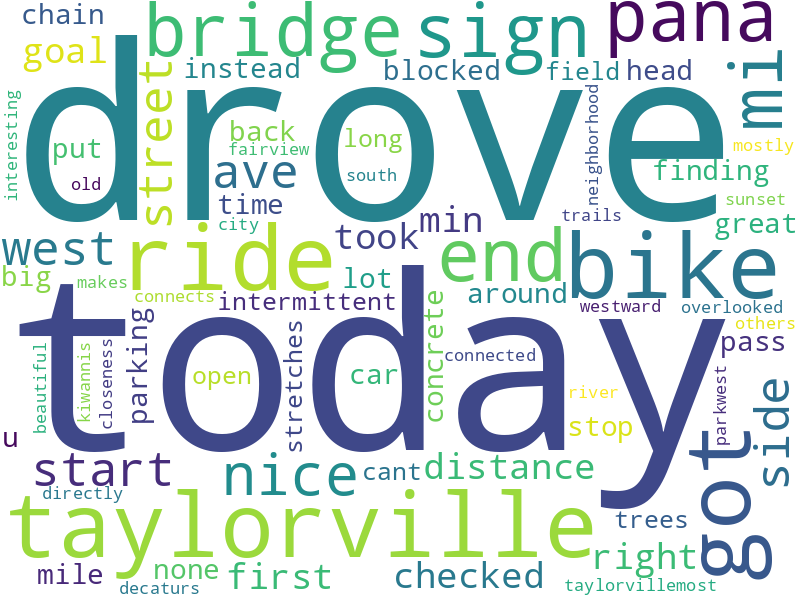 chain
bridge
sign
pana
goal
instead
blocked
field
head
mi
drove
street
interesting
put
back
long
neighborhood
mostly
fairview
finding
old
ave
south
sunset
time
trails
great
city
min
west
ride
took
end
bike
big
makes
lot
around
connects
intermittent
westward
overlooked
others
parking
stretches
concrete
connected
pass
beautiful
kiwannis
closeness
open
car
river
parkwest
today
side
stop
u
got
start
nice
cant
distance
directly
taylorville
trees
right
mile
none
first
checked
decaturs
taylorvillemost